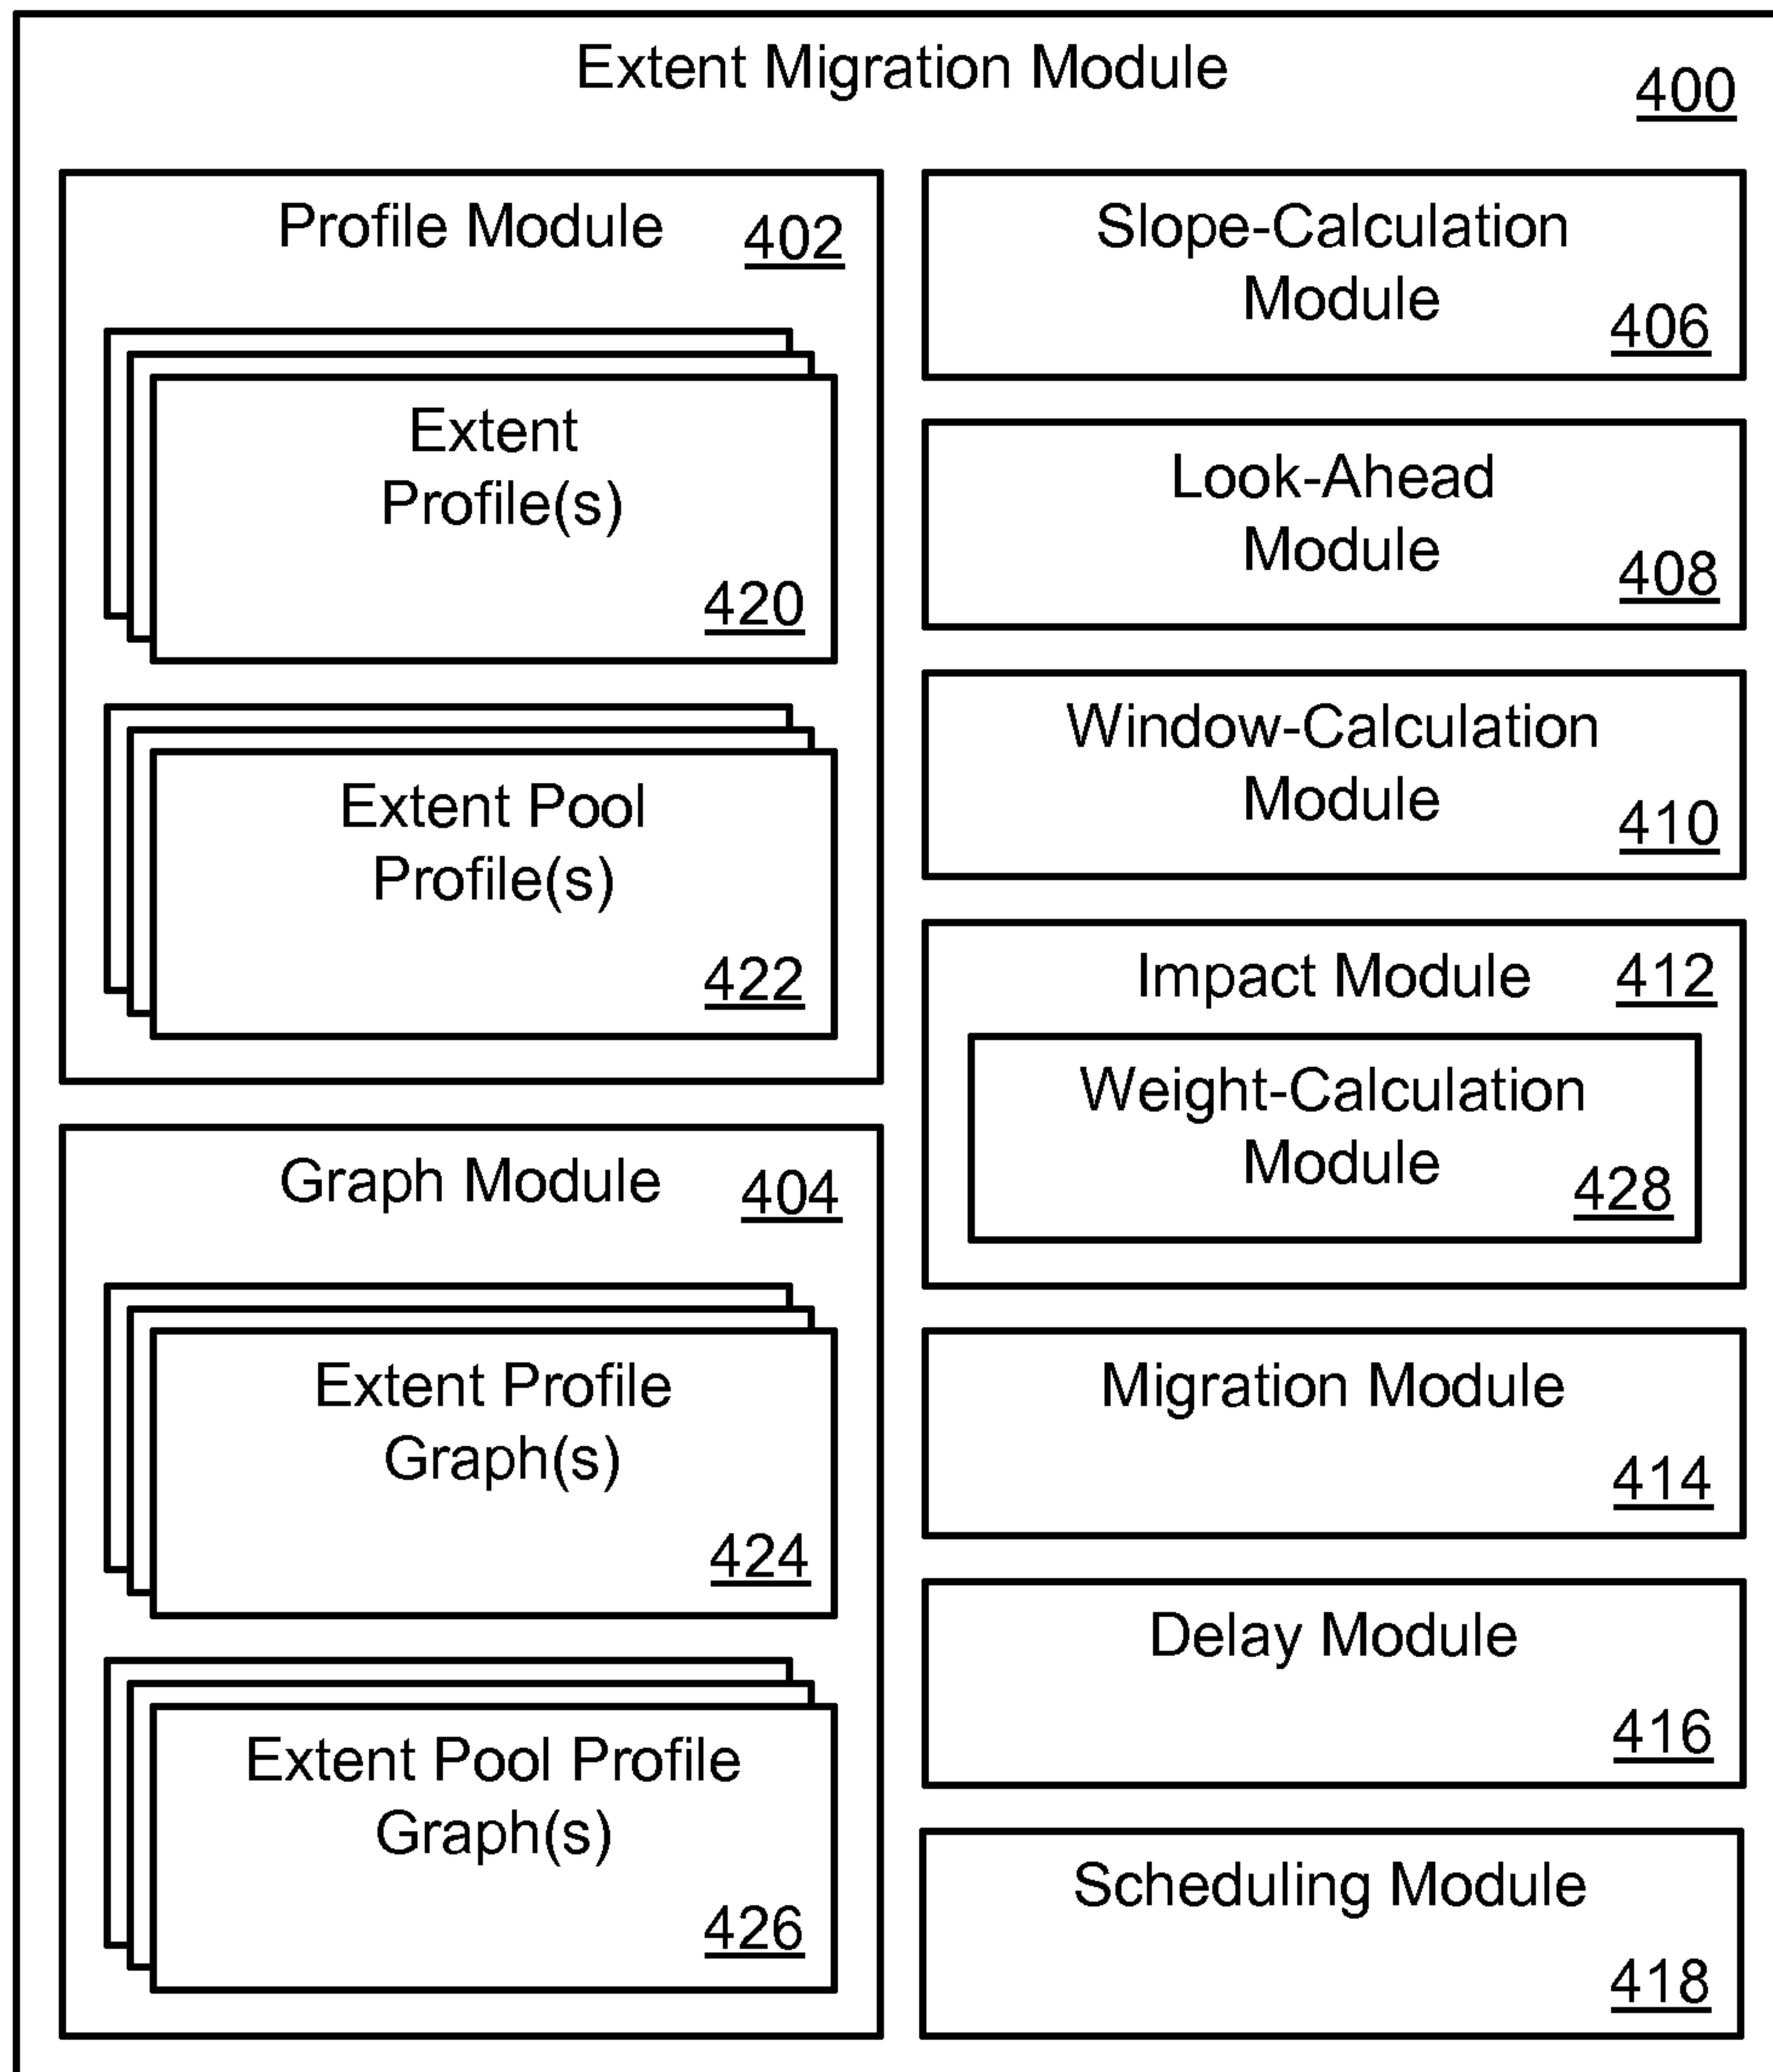 Extent Migration Module
400
Profile Module
402
Extent
Profile(s)
420
Extent Pool
Profile(s)
422
Graph Module
404
Extent Profile
Graph(s)
424
Extent Pool Profile
Graph(s)
426
Slope-Calculation
Module
406
Look-Ahead
Module
408
Window-Calculation
Module
410
Impact Module
412
Weight-Calculation
Module
428
Migration Module
414
Delay Module
416
Scheduling Module
418